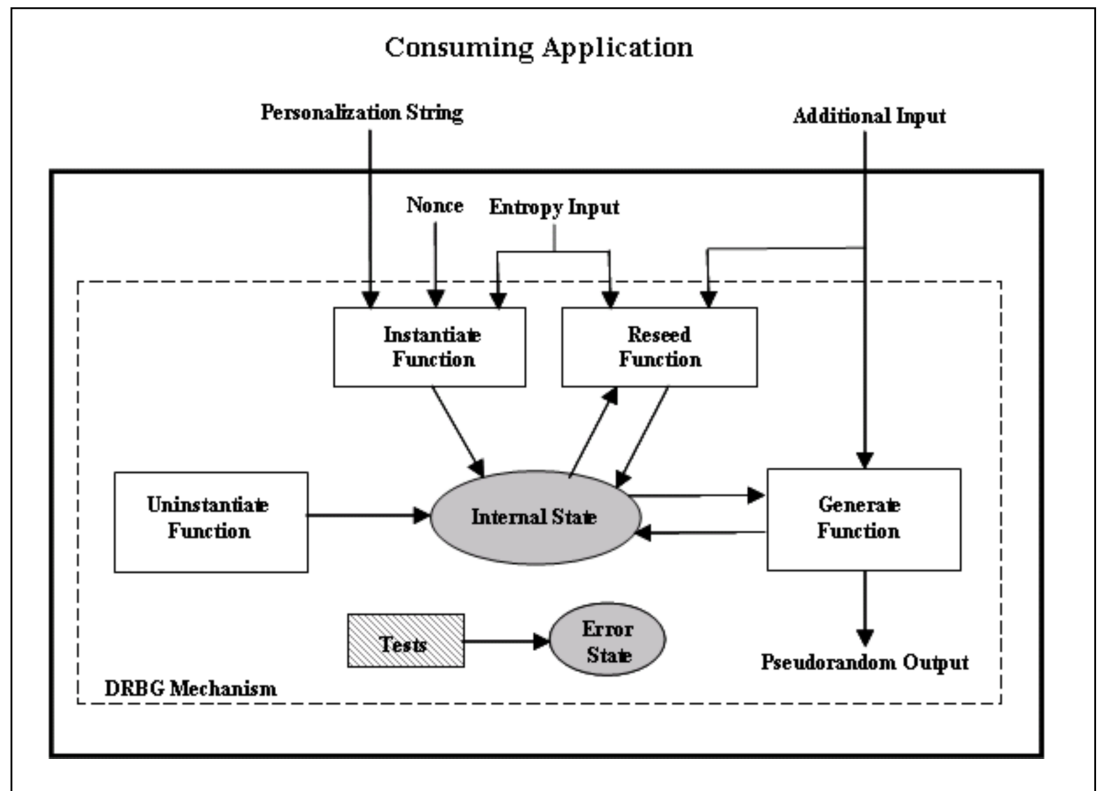 Consuming Application
Personalization String
Additional Input
Nonce
Entropy Input
Instantiate
Function
Reseed
Function
Uninstantiate
Function
Internal State
Generate
Function
Tests
Error
State
Pseudorandom Output
DRBG Mechanism